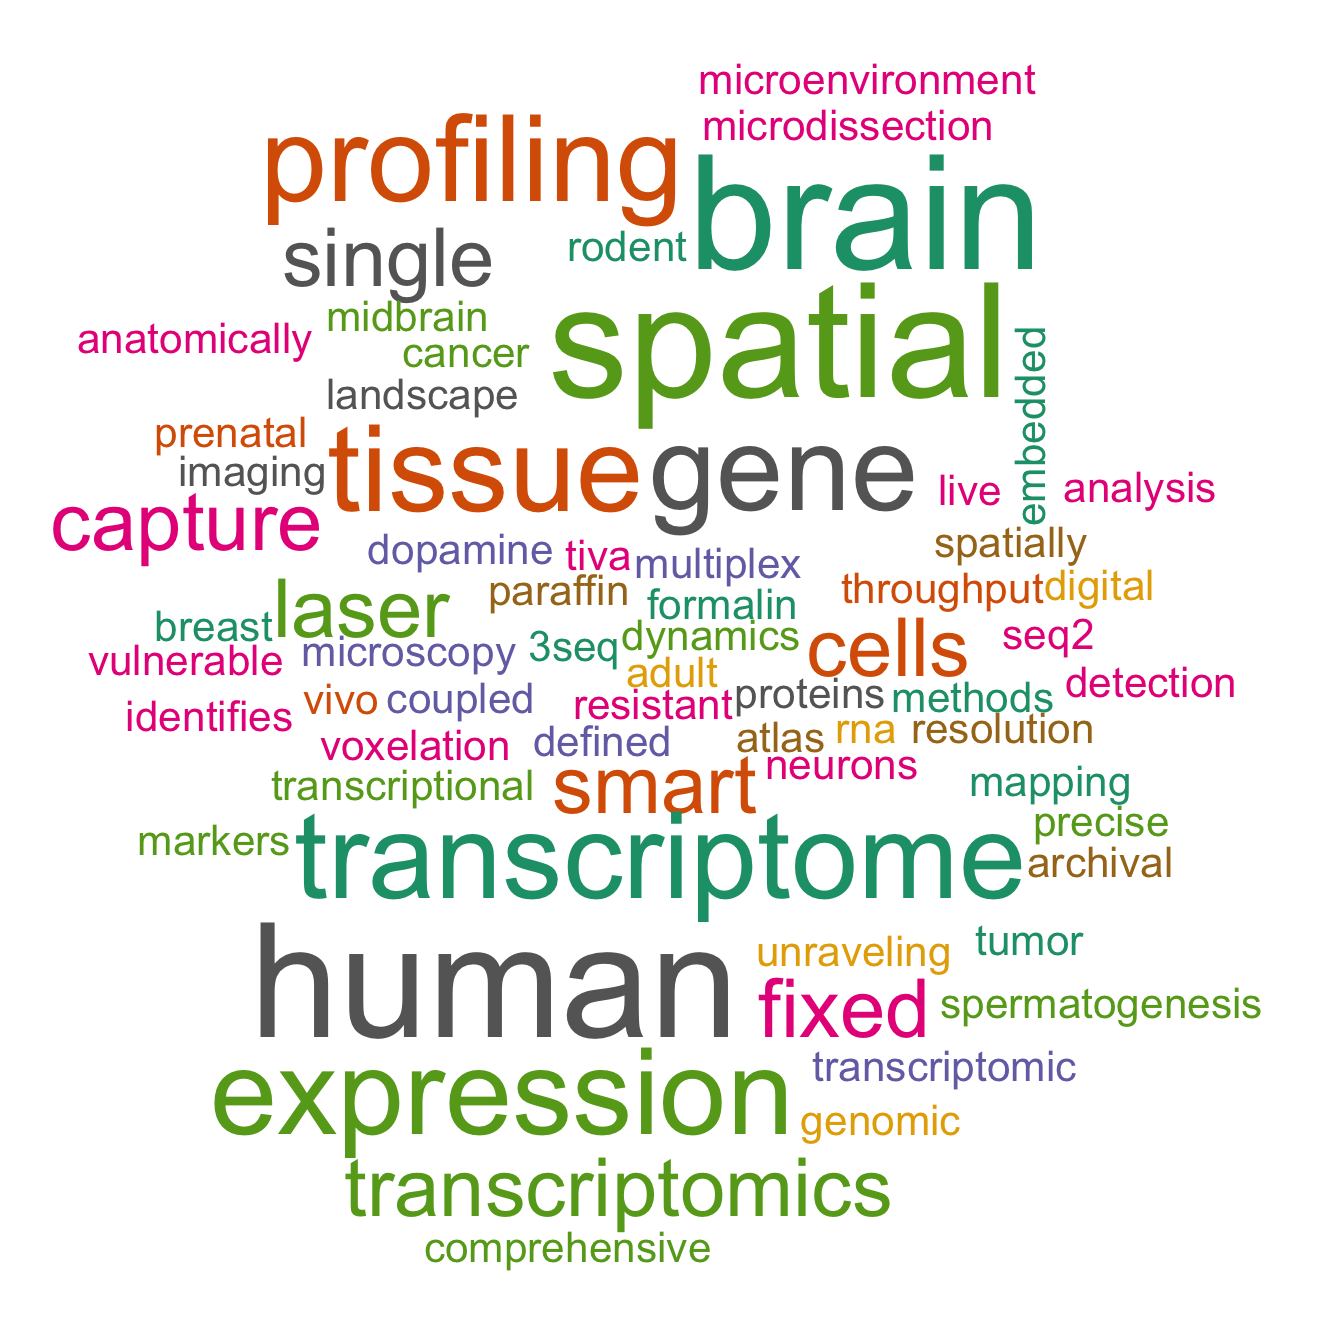 microenvironment
microdissection
profiling
brain
single
rodent
spatial
midbrain
anatomically
cancer
embedded
landscape
prenatal
tissue
gene
imaging
live
analysis
capture
spatially
dopamine
tiva
multiplex
paraffin
throughput
digital
laser
formalin
breast
3seq
dynamics
cells
seq2
vulnerable
microscopy
adult
detection
vivo
coupled
resistant
proteins
methods
identifies
voxelation
defined
atlas
rna
resolution
neurons
transcriptional
smart
mapping
markers
transcriptome
precise
archival
human
unraveling
tumor
fixed
spermatogenesis
expression
transcriptomic
genomic
transcriptomics
comprehensive